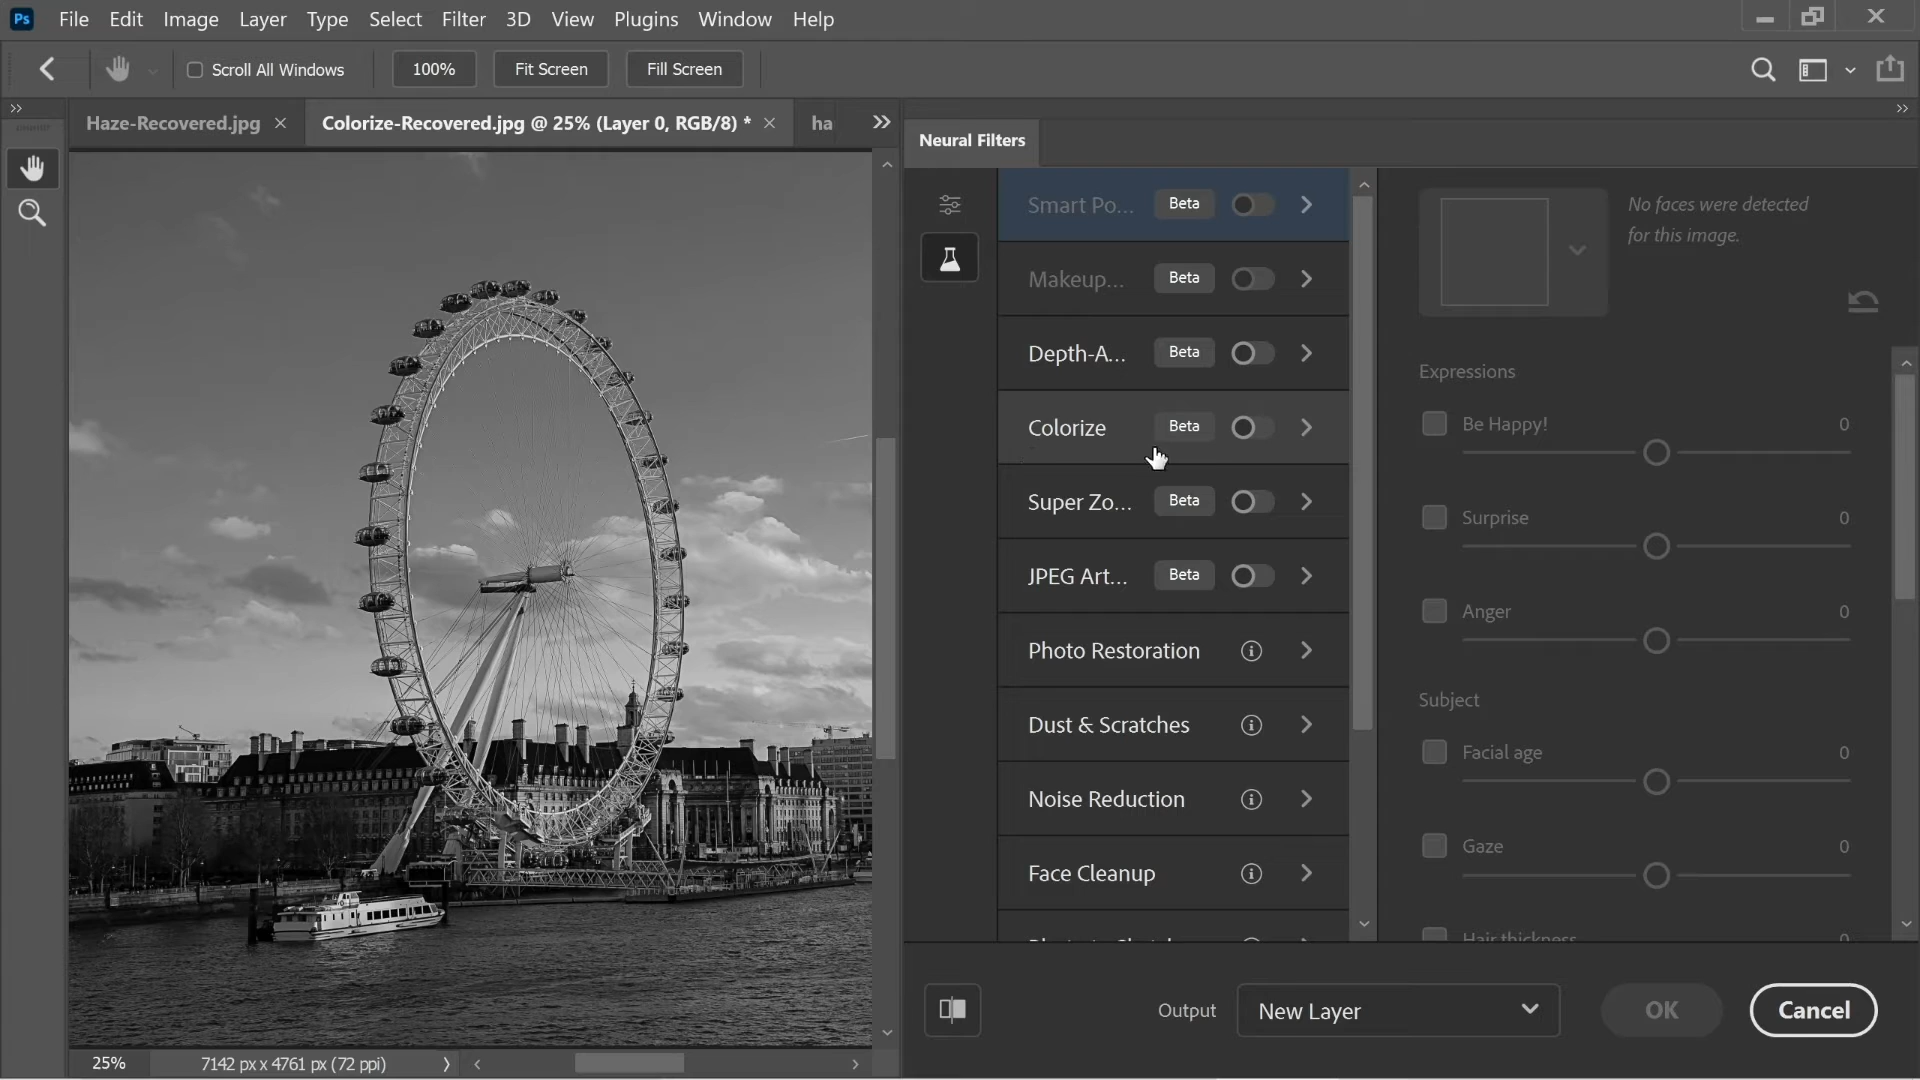 Ps File Edit Image Layer Type Select Filter 3D View Plugins Window Help
Scroll All Windows 100% Fit Screen Fill Screen
Haze-Recovered.jpg Colorize-Recovered.jpg @ 25% (Layer 0, RGB/8) * ha
Neural Filters
Smart Po... Beta
Makeup... Beta
Depth-A... Beta
Colorize Beta
Super Zo... Beta
JPEG Art... Beta
Photo Restoration
Dust & Scratches
Noise Reduction
Face Cleanup
No faces were detected
for this image.
Expressions
Be Happy! 0
Surprise 0
Anger 0
Subject
Facial age 0
Gaze 0
Hair thickness 0
Output New Layer OK Cancel
25% 7142 px x 4761 px (72 ppi)